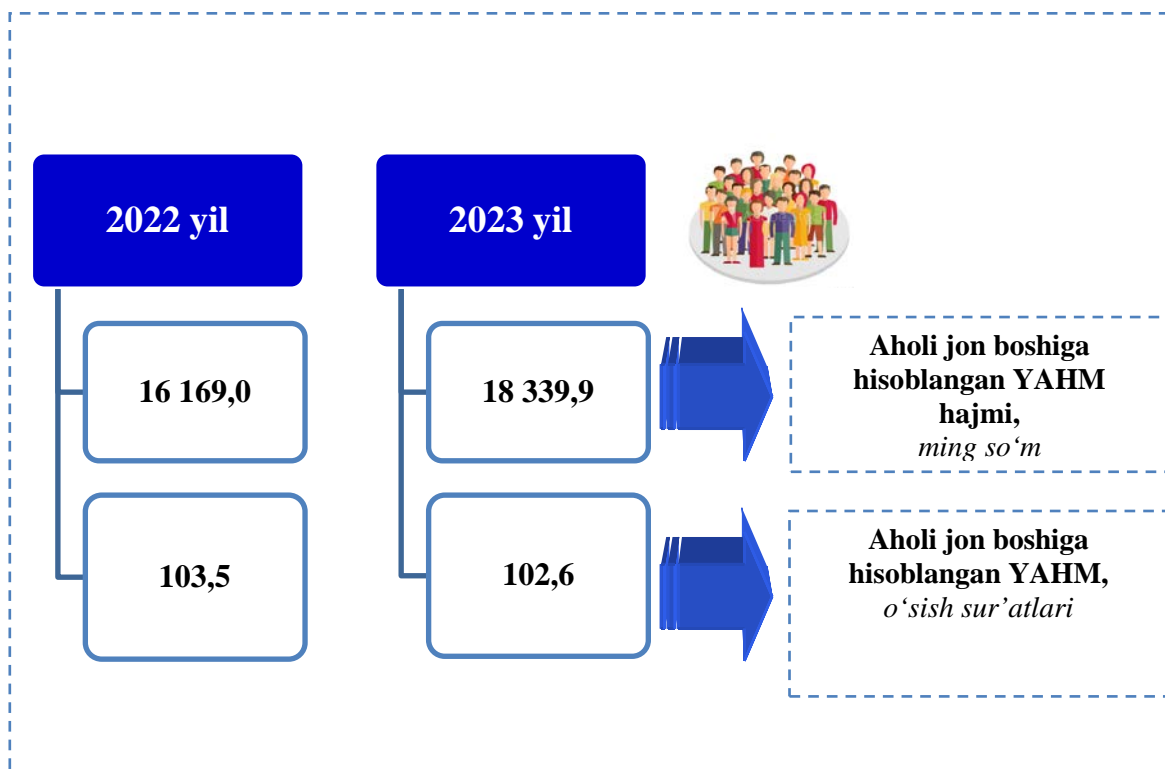 2022 yil
2023 yil
16 169,0
18 339,9
Aholi jon boshiga
hisoblangan YAHM
hajmi,
ming so‘m
103,5
102,6
Aholi jon boshiga
hisoblangan YAHM,
o‘sish sur’atlari